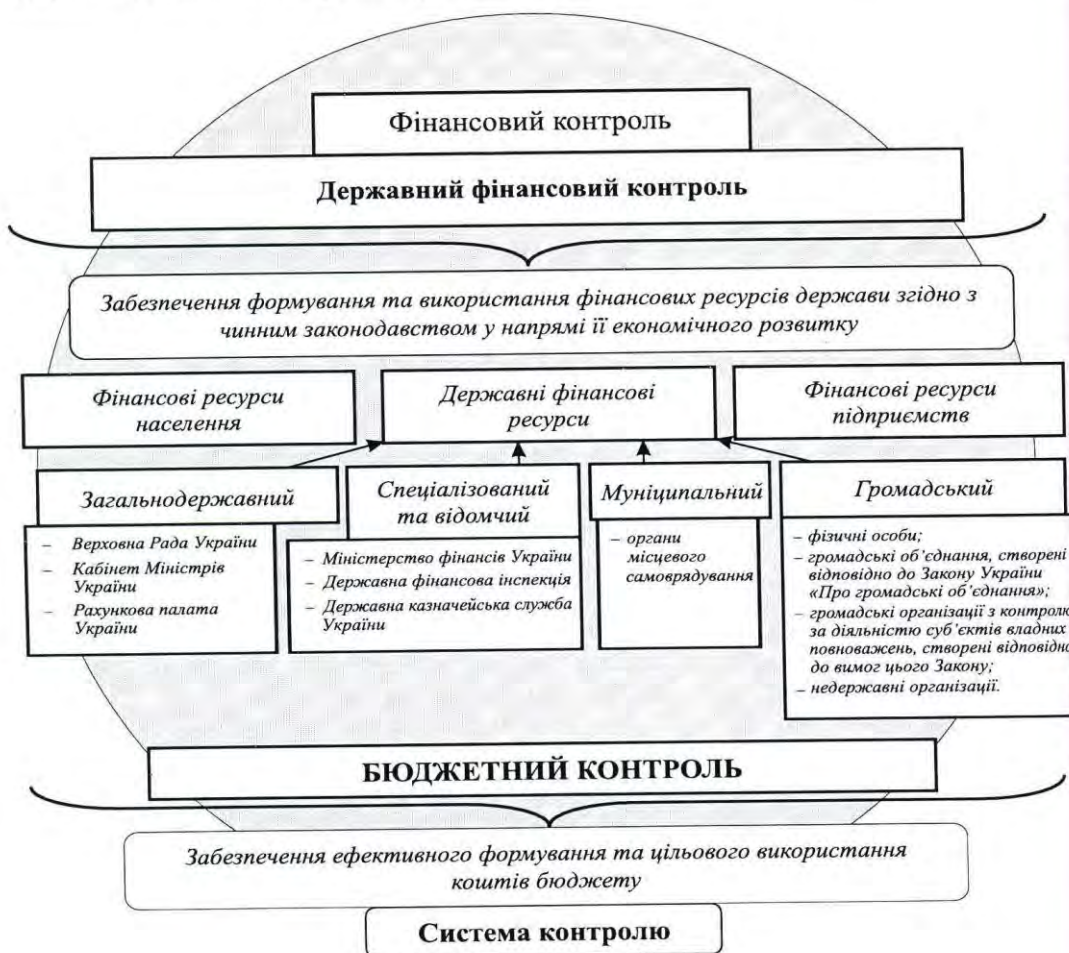 Фінансовий контроль
Державний фінансовий контроль
Забезпечення формування та використання фінансових ресурсів держави згідно з
чинним законодавством у напрямі її економічного розвитку
Фінансові ресурси
населення
Державні фінансові
ресурси
Фінансові ресурси
підприємств
Загальнодержавний
– Верховна Рада України
– Кабінет Міністрів
України
– Рахункова палата
України
Спеціалізований
та відомчий
– Міністерство фінансів України
– Державна фінансова інспекція
– Державна казначейська служба
України
Муніципальний
– органи
місцевого
самоврядування
Громадський
– фізичні особи;
– громадські об’єднання, створені
відповідно до Закону України
«Про громадські об’єднання»;
– громадські організації з контролю
за діяльністю суб’єктів владних
повноважень, створені відповідно
до вимог цього Закону;
– недержавні організації.
БЮДЖЕТНИЙ КОНТРОЛЬ
Забезпечення ефективного формування та цільового використання
коштів бюджету
Система контролю